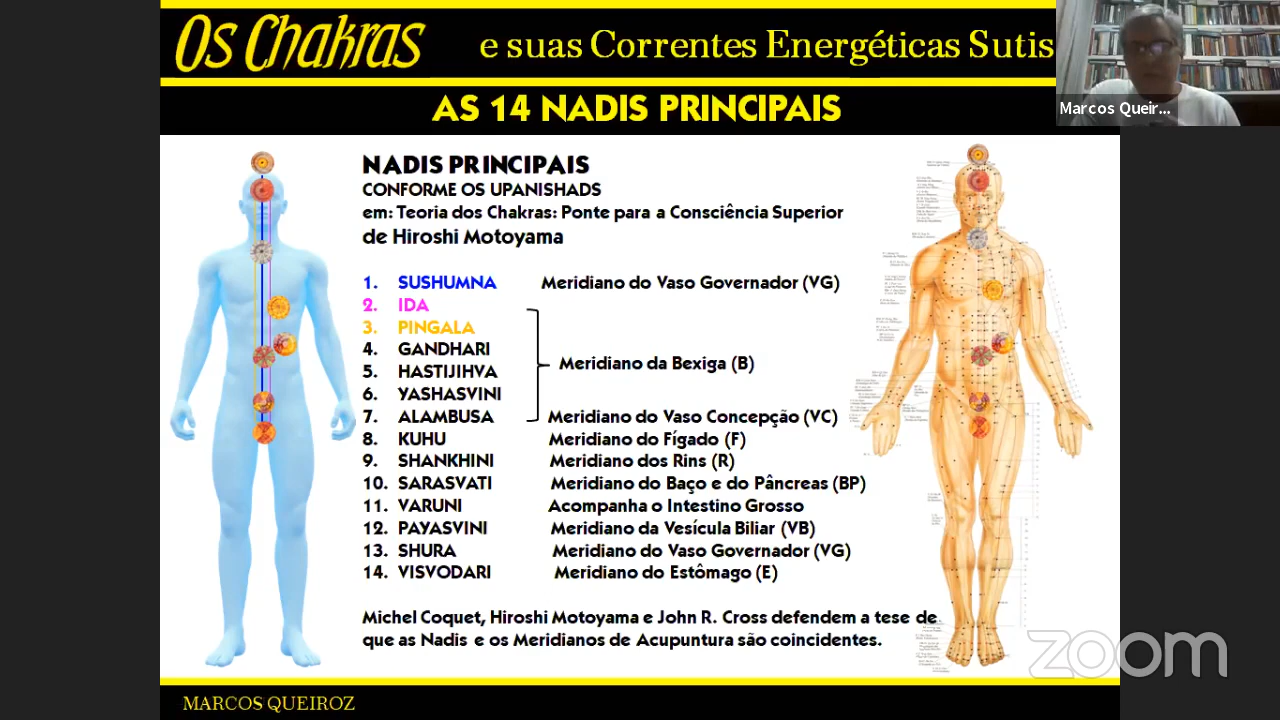 Os Chakras e suas Correntes Energéticas Sutis
Marcos Queir...
AS 14 NADIS PRINCIPAIS
NADIS PRINCIPAIS
CONFORME OS UPANISHADS
em: Teoria dos Chakras: Ponte para a Consciência Superior
de Hiroshi Motoyama
1. SUSHUMNA Meridiano do Vaso Governador (VG)
2. IDA
3. PINGALA
4. GANDHARI
Meridiano da Bexiga (B)
5. HASTIJIHVA
6. YASHASVINI
7. ALAMBUSA Meridiano do Vaso Concepção (VC)
8. KUHU Meridiano do Fígado (F)
9. SHANKHINI Meridiano dos Rins (R)
10. SARASVATI Meridiano do Baço e do Pâncreas (BP)
11. VARUNI Acompanha o Intestino Grosso
12. PAYASVINI Meridiano da Vesícula Biliar (VB)
13. SHURA Meridiano do Vaso Governador (VG)
14. VISVODARI Meridiano do Estômago (E)
Michel Coquet, Hiroshi Motoyama e John R. Cross defendem a tese de
que as Nadis e os Meridianos de Acupuntura são coincidentes.
zoom
MARCOS QUEIROZ